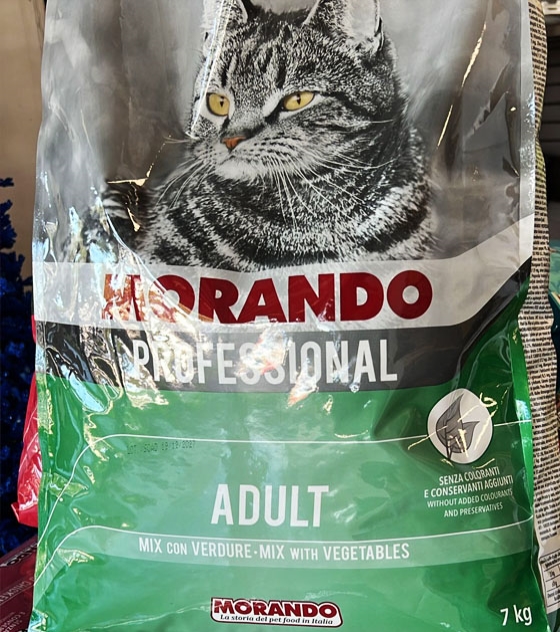 MORANDO
PROFESSIONAL
SENZA COLORANTI
E CONSERVANTI AGGIUNTI
WITHOUT ADDED COLOURANTS
AND PRESERVATIVES
ADULT
MIX CON VERDURE · MIX WITH VEGETABLES
MORANDO
La storia del pet food in Italia
7 kg